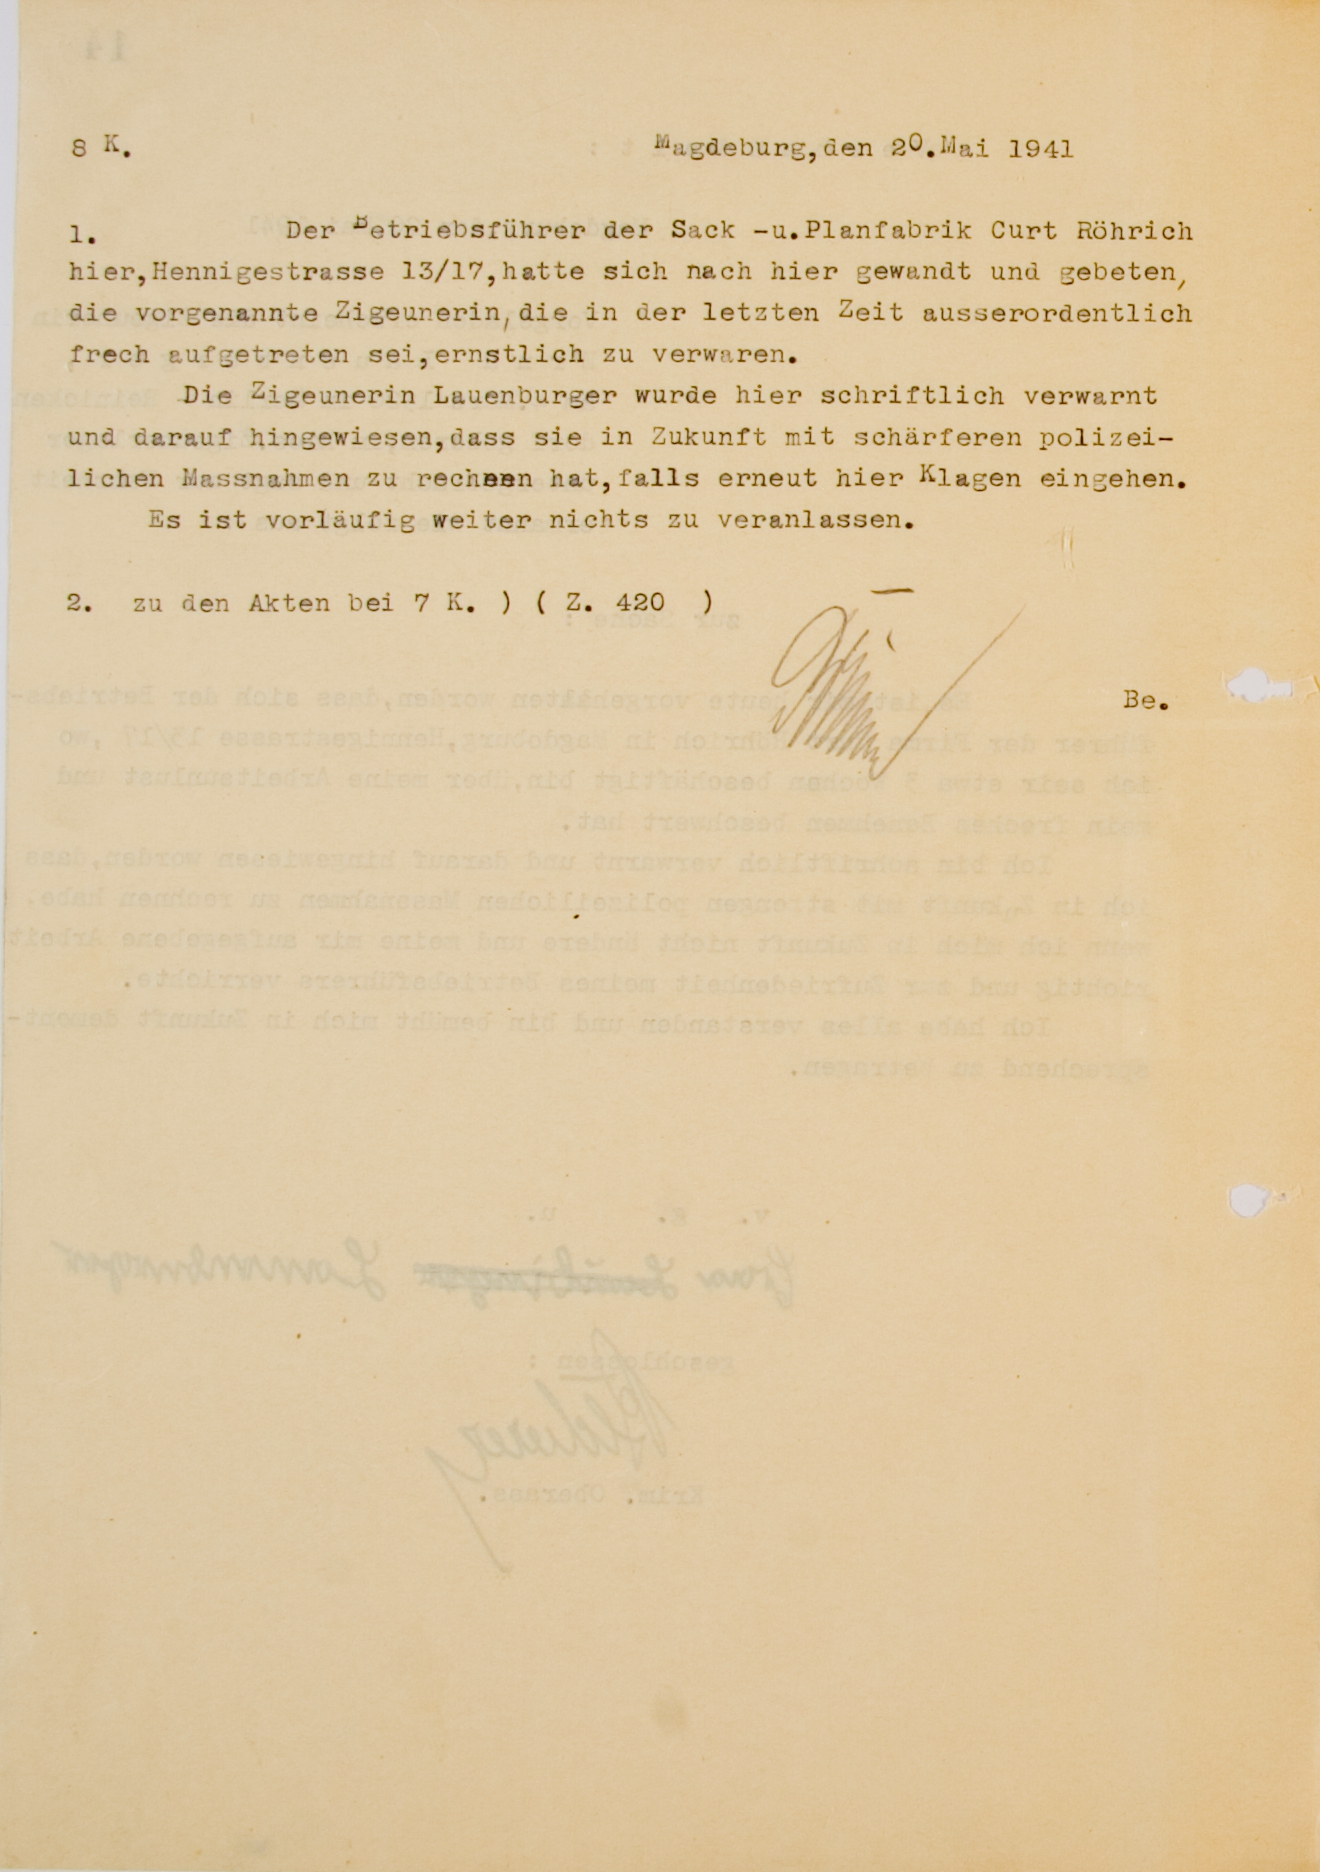 8 K.
Magdeburg,den 20.Mai 1941
1. Der Betriebsführer der Sack -u.Planfabrik Curt Röhrich
hier,Hennigestrasse 13/17,hatte sich nach hier gewandt und gebeten,
die vorgenannte Zigeunerin,die in der letzten Zeit ausserordentlich
frech aufgetreten sei,ernstlich zu verwaren.
Die Zigeunerin Lauenburger wurde hier schriftlich verwarnt
und darauf hingewiesen,dass sie in Zukunft mit schärferen polizei-
lichen Massnahmen zu rechnen hat,falls erneut hier Klagen eingehen.
Es ist vorläufig weiter nichts zu veranlassen.
2. zu den Akten bei 7 K. ) ( Z. 420 )
Be.